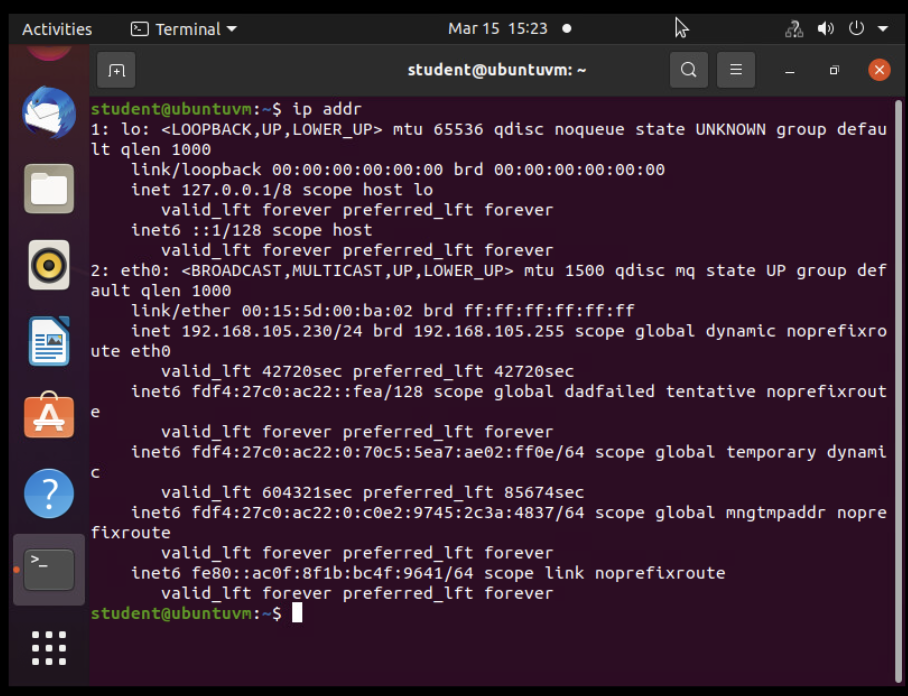 Activities
Terminal
Mar 15 15:23
student@ubuntuvm: ~
student@ubuntuvm:~$ ip addr
1: lo: <LOOPBACK,UP,LOWER_UP> mtu 65536 qdisc noqueue state UNKNOWN group defau
lt qlen 1000
    link/loopback 00:00:00:00:00:00 brd 00:00:00:00:00:00
    inet 127.0.0.1/8 scope host lo
       valid_lft forever preferred_lft forever
    inet6 ::1/128 scope host
       valid_lft forever preferred_lft forever
2: eth0: <BROADCAST,MULTICAST,UP,LOWER_UP> mtu 1500 qdisc mq state UP group def
ault qlen 1000
    link/ether 00:15:5d:00:ba:02 brd ff:ff:ff:ff:ff:ff
    inet 192.168.105.230/24 brd 192.168.105.255 scope global dynamic noprefixro
ute eth0
       valid_lft 42720sec preferred_lft 42720sec
    inet6 fdf4:27c0:ac22::fea/128 scope global dadfailed tentative noprefixrout
e
       valid_lft forever preferred_lft forever
    inet6 fdf4:27c0:ac22:0:70c5:5ea7:ae02:ff0e/64 scope global temporary dynami
c
       valid_lft 604321sec preferred_lft 85674sec
    inet6 fdf4:27c0:ac22:0:c0e2:9745:2c3a:4837/64 scope global mngtmpaddr nopre
fixroute
       valid_lft forever preferred_lft forever
    inet6 fe80::ac0f:8f1b:bc4f:9641/64 scope link noprefixroute
       valid_lft forever preferred_lft forever
student@ubuntuvm:~$